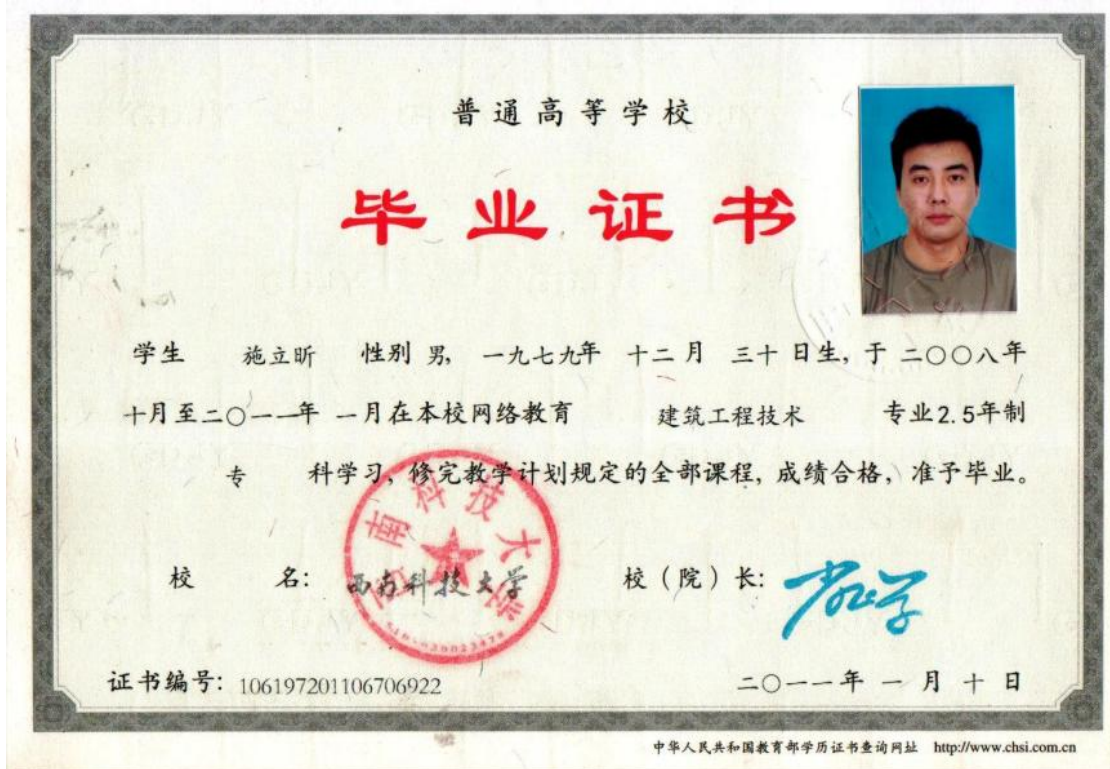 普通高等学校
毕业证书
学生 施立昕 性别 男, 一九七九年 十二月 三十日生, 于二〇〇八年
十月至二〇一一年 一月在本校网络教育 建筑工程技术 专业2.5年制
专 科学习, 修完教学计划规定的全部课程, 成绩合格, 准予毕业。
西南科技大学
校 名: 西南科技大学 校（院）长:
证书编号: 106197201106706922 二〇一一年 一月十日
中华人民共和国教育部学历证书查询网址 http://www.chsi.com.cn